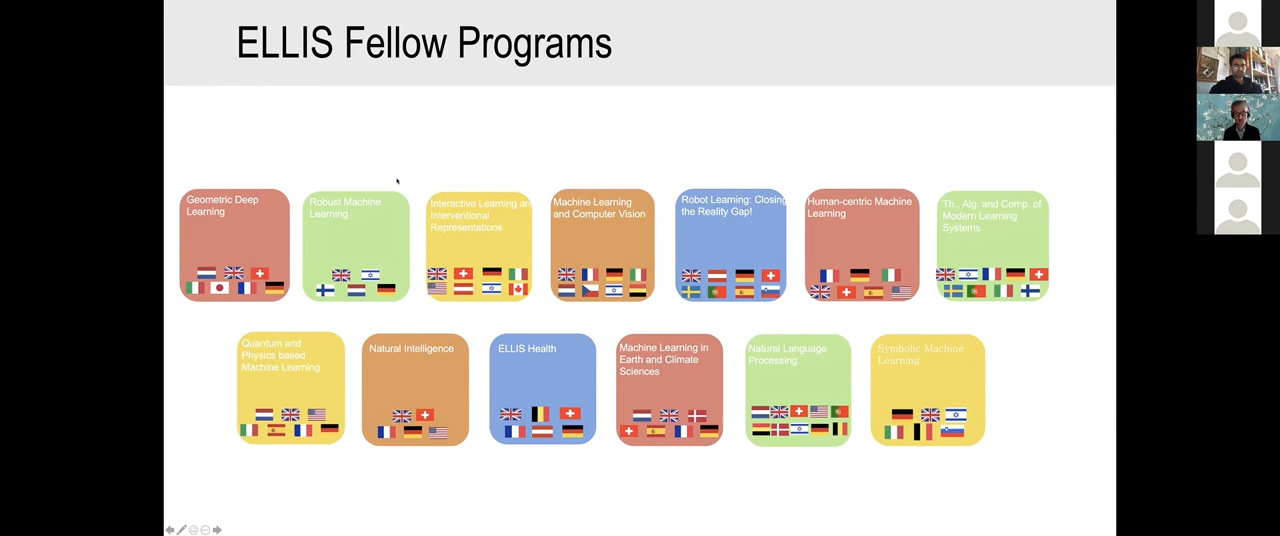 ELLIS Fellow Programs
Geometric Deep
Learning
Robust Machine
Learning
Interactive Learning an
Interventional
Representations
Machine Learning
and Computer Vision
Robot Learning: Closing
the Reality Gap!
Human-centric Machine
Learning
Th., Alg. and Comp. of
Modern Learning
Systems
Quantum and
Physics based
Machine Learning
Natural Intelligence
ELLIS Health
Machine Learning in
Earth and Climate
Sciences
Natural Language
Processing
Symbolic Machine
Learning